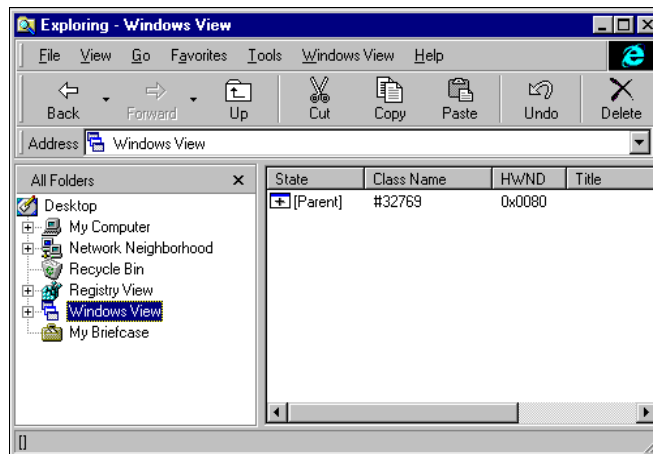 Exploring - Windows View
File View Go Favorites Tools Windows View Help
Back Forward Up Cut Copy Paste Undo Delete
Address Windows View
All Folders
Desktop
My Computer
Network Neighborhood
Recycle Bin
Registry View
Windows View
My Briefcase
State Class Name HWND Title
[Parent] #32769 0x0080
[]